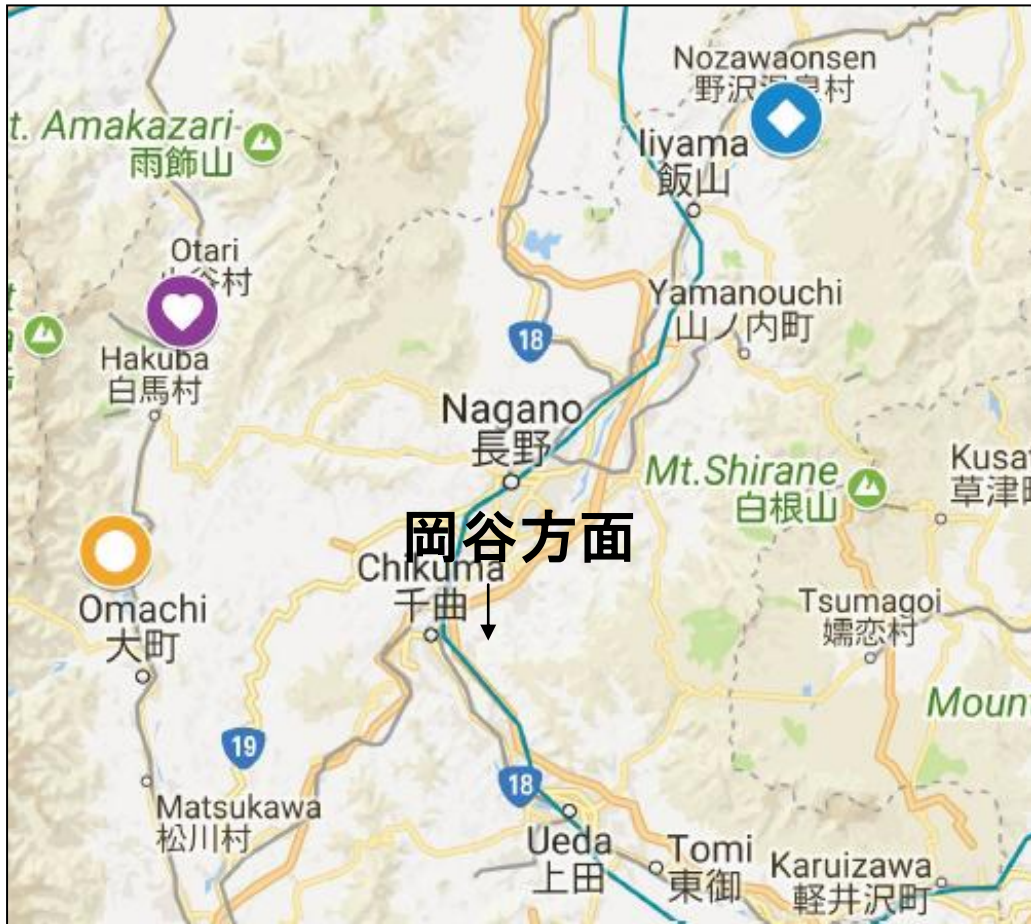 Nozawaonsen
野沢温泉村
t. Amakazari
雨飾山
Iiyama
飯山
Otari
小谷村
Yamanouchi
山ノ内町
18
Hakuba
白馬村
Nagano
長野
Mt.Shirane
白根山
Kusat
草津町
岡谷方面
Chikuma
千曲
Omachi
大町
Tsumagoi
嬬恋村
Moun
19
18
Matsukawa
松川村
Ueda
上田
Tomi
東御
Karuizawa
軽井沢町